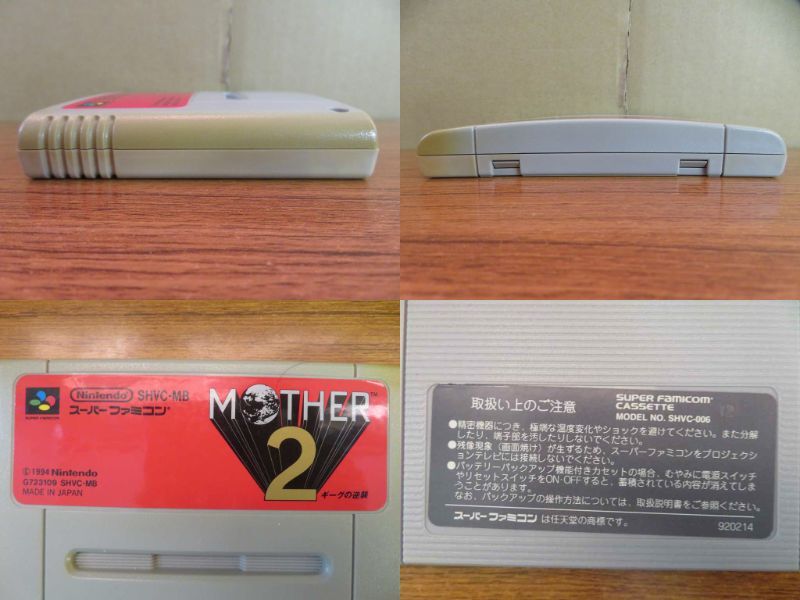 SUPER FAMICOM
Nintendo SHVC-MB
スーパーファミコン
MOTHER™
2
ギーグの逆襲
©1994 Nintendo
G723109 SHVC-MB
MADE IN JAPAN
取扱い上のご注意
SUPER FAMICOM
CASSETTE
MODEL NO. SHVC-006
●精密機器につき、極端な温度変化やショックを避けてください。また分解
したり、端子部を汚したりしないでください。
●残像現象（画面焼け）が生ずるため、スーパーファミコンをプロジェクシ
ョンテレビには接続しないでください。
●バッテリーバックアップ機能付きカセットの場合、むやみに電源スイッチ
やリセットスイッチをON・OFFすると、蓄積されている内容が消えてしま
うことがあります。
なお、バックアップの操作方法については、取扱説明書をご参照ください。
スーパーファミコンは任天堂の商標です。
920214